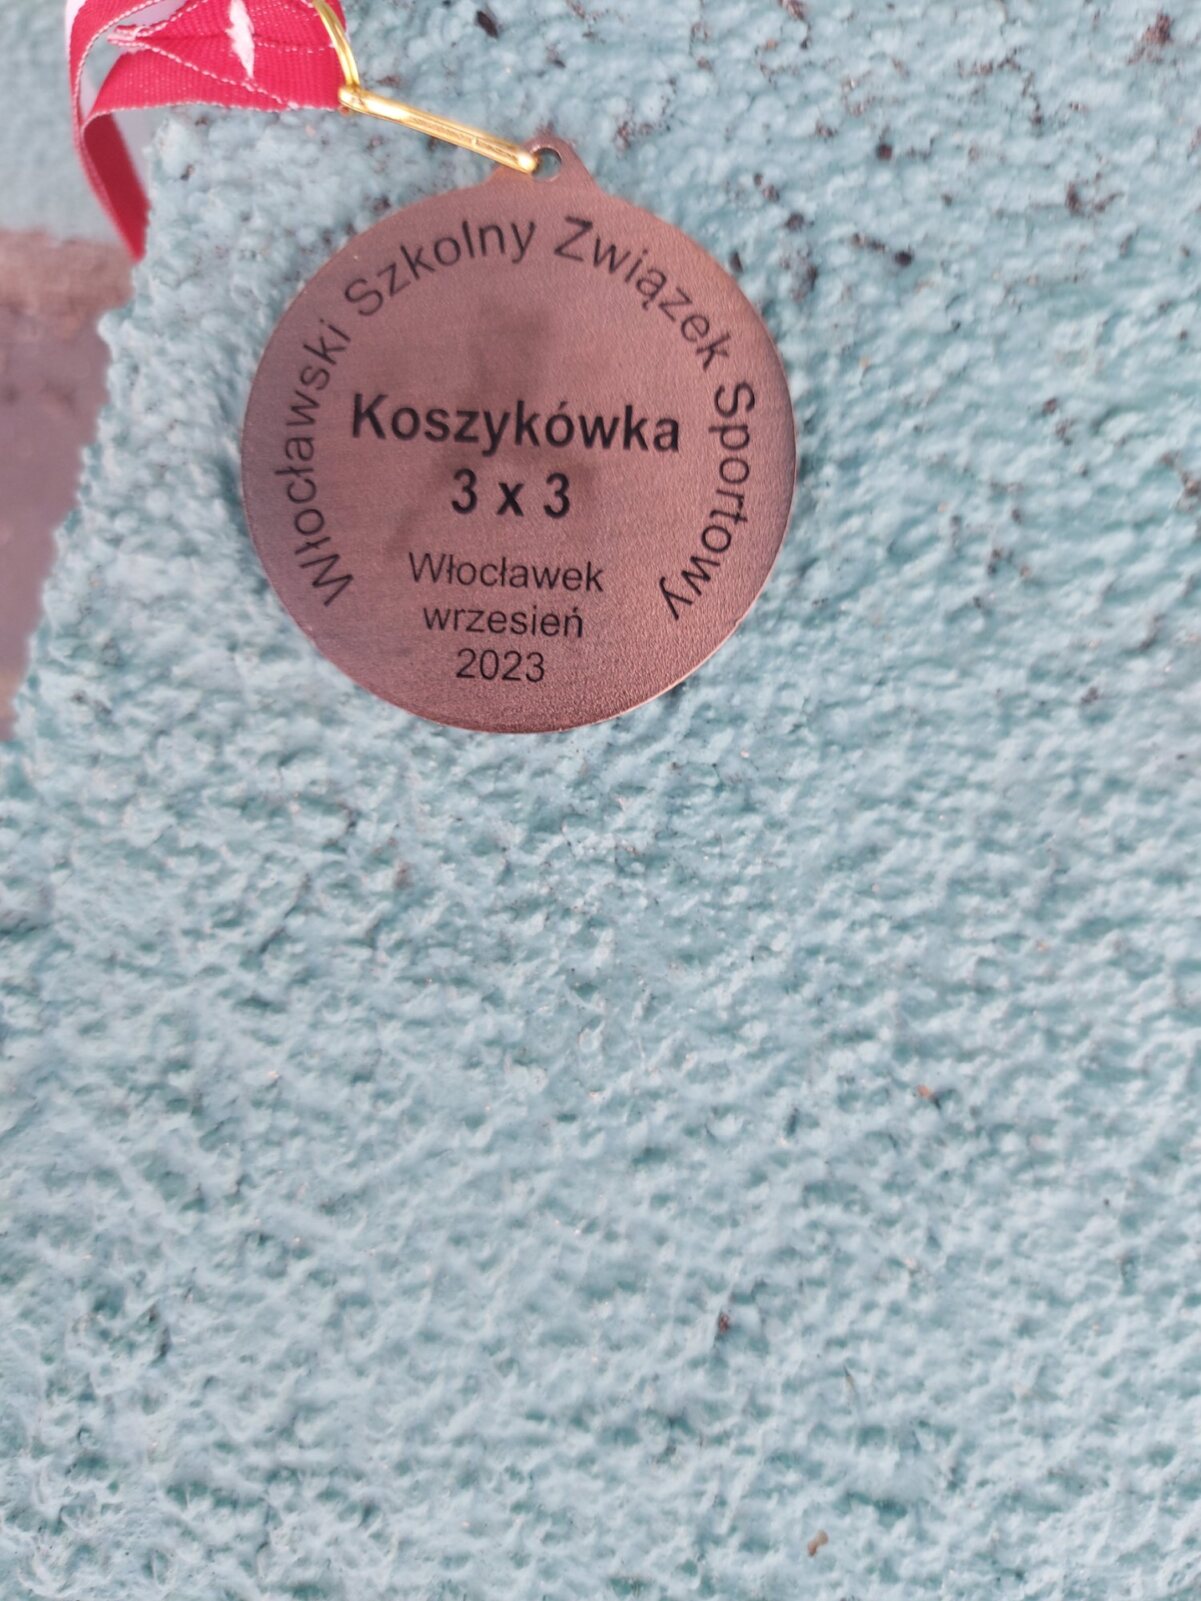 Włocławski Szkolny Związek Sportowy
Koszykówka
3 x 3
Włocławek
wrzesień
2023